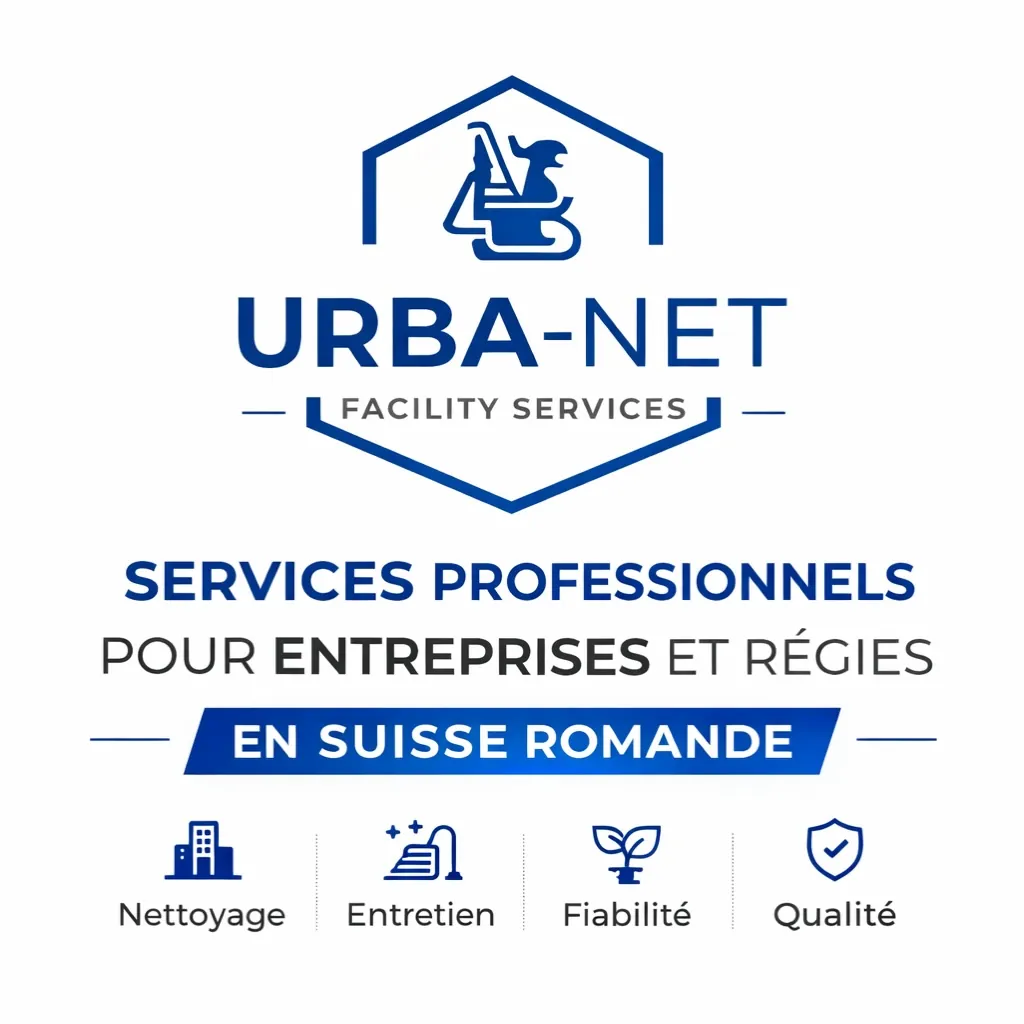 URBA-NET
FACILITY SERVICES
SERVICES PROFESSIONNELS
POUR ENTREPRISES ET RÉGIES
EN SUISSE ROMANDE
Nettoyage
Entretien
Fiabilité
Qualité